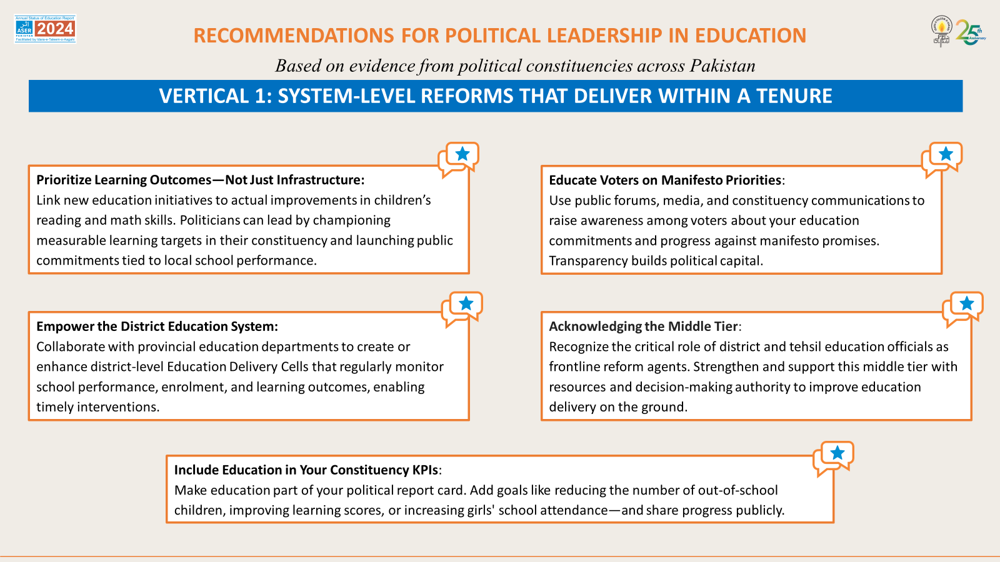 Annual Status of Education Report
اثر
ASER
PAKISTAN
2024
Facilitated by Idara-e-Taleem-o-Aagahi
RECOMMENDATIONS FOR POLITICAL LEADERSHIP IN EDUCATION
25th
Anniversary
Based on evidence from political constituencies across Pakistan
VERTICAL 1: SYSTEM-LEVEL REFORMS THAT DELIVER WITHIN A TENURE
Prioritize Learning Outcomes—Not Just Infrastructure:
Link new education initiatives to actual improvements in children’s
reading and math skills. Politicians can lead by championing
measurable learning targets in their constituency and launching public
commitments tied to local school performance.
Educate Voters on Manifesto Priorities:
Use public forums, media, and constituency communications to
raise awareness among voters about your education
commitments and progress against manifesto promises.
Transparency builds political capital.
Empower the District Education System:
Collaborate with provincial education departments to create or
enhance district-level Education Delivery Cells that regularly monitor
school performance, enrolment, and learning outcomes, enabling
timely interventions.
Acknowledging the Middle Tier:
Recognize the critical role of district and tehsil education officials as
frontline reform agents. Strengthen and support this middle tier with
resources and decision-making authority to improve education
delivery on the ground.
Include Education in Your Constituency KPIs:
Make education part of your political report card. Add goals like reducing the number of out-of-school
children, improving learning scores, or increasing girls' school attendance—and share progress publicly.